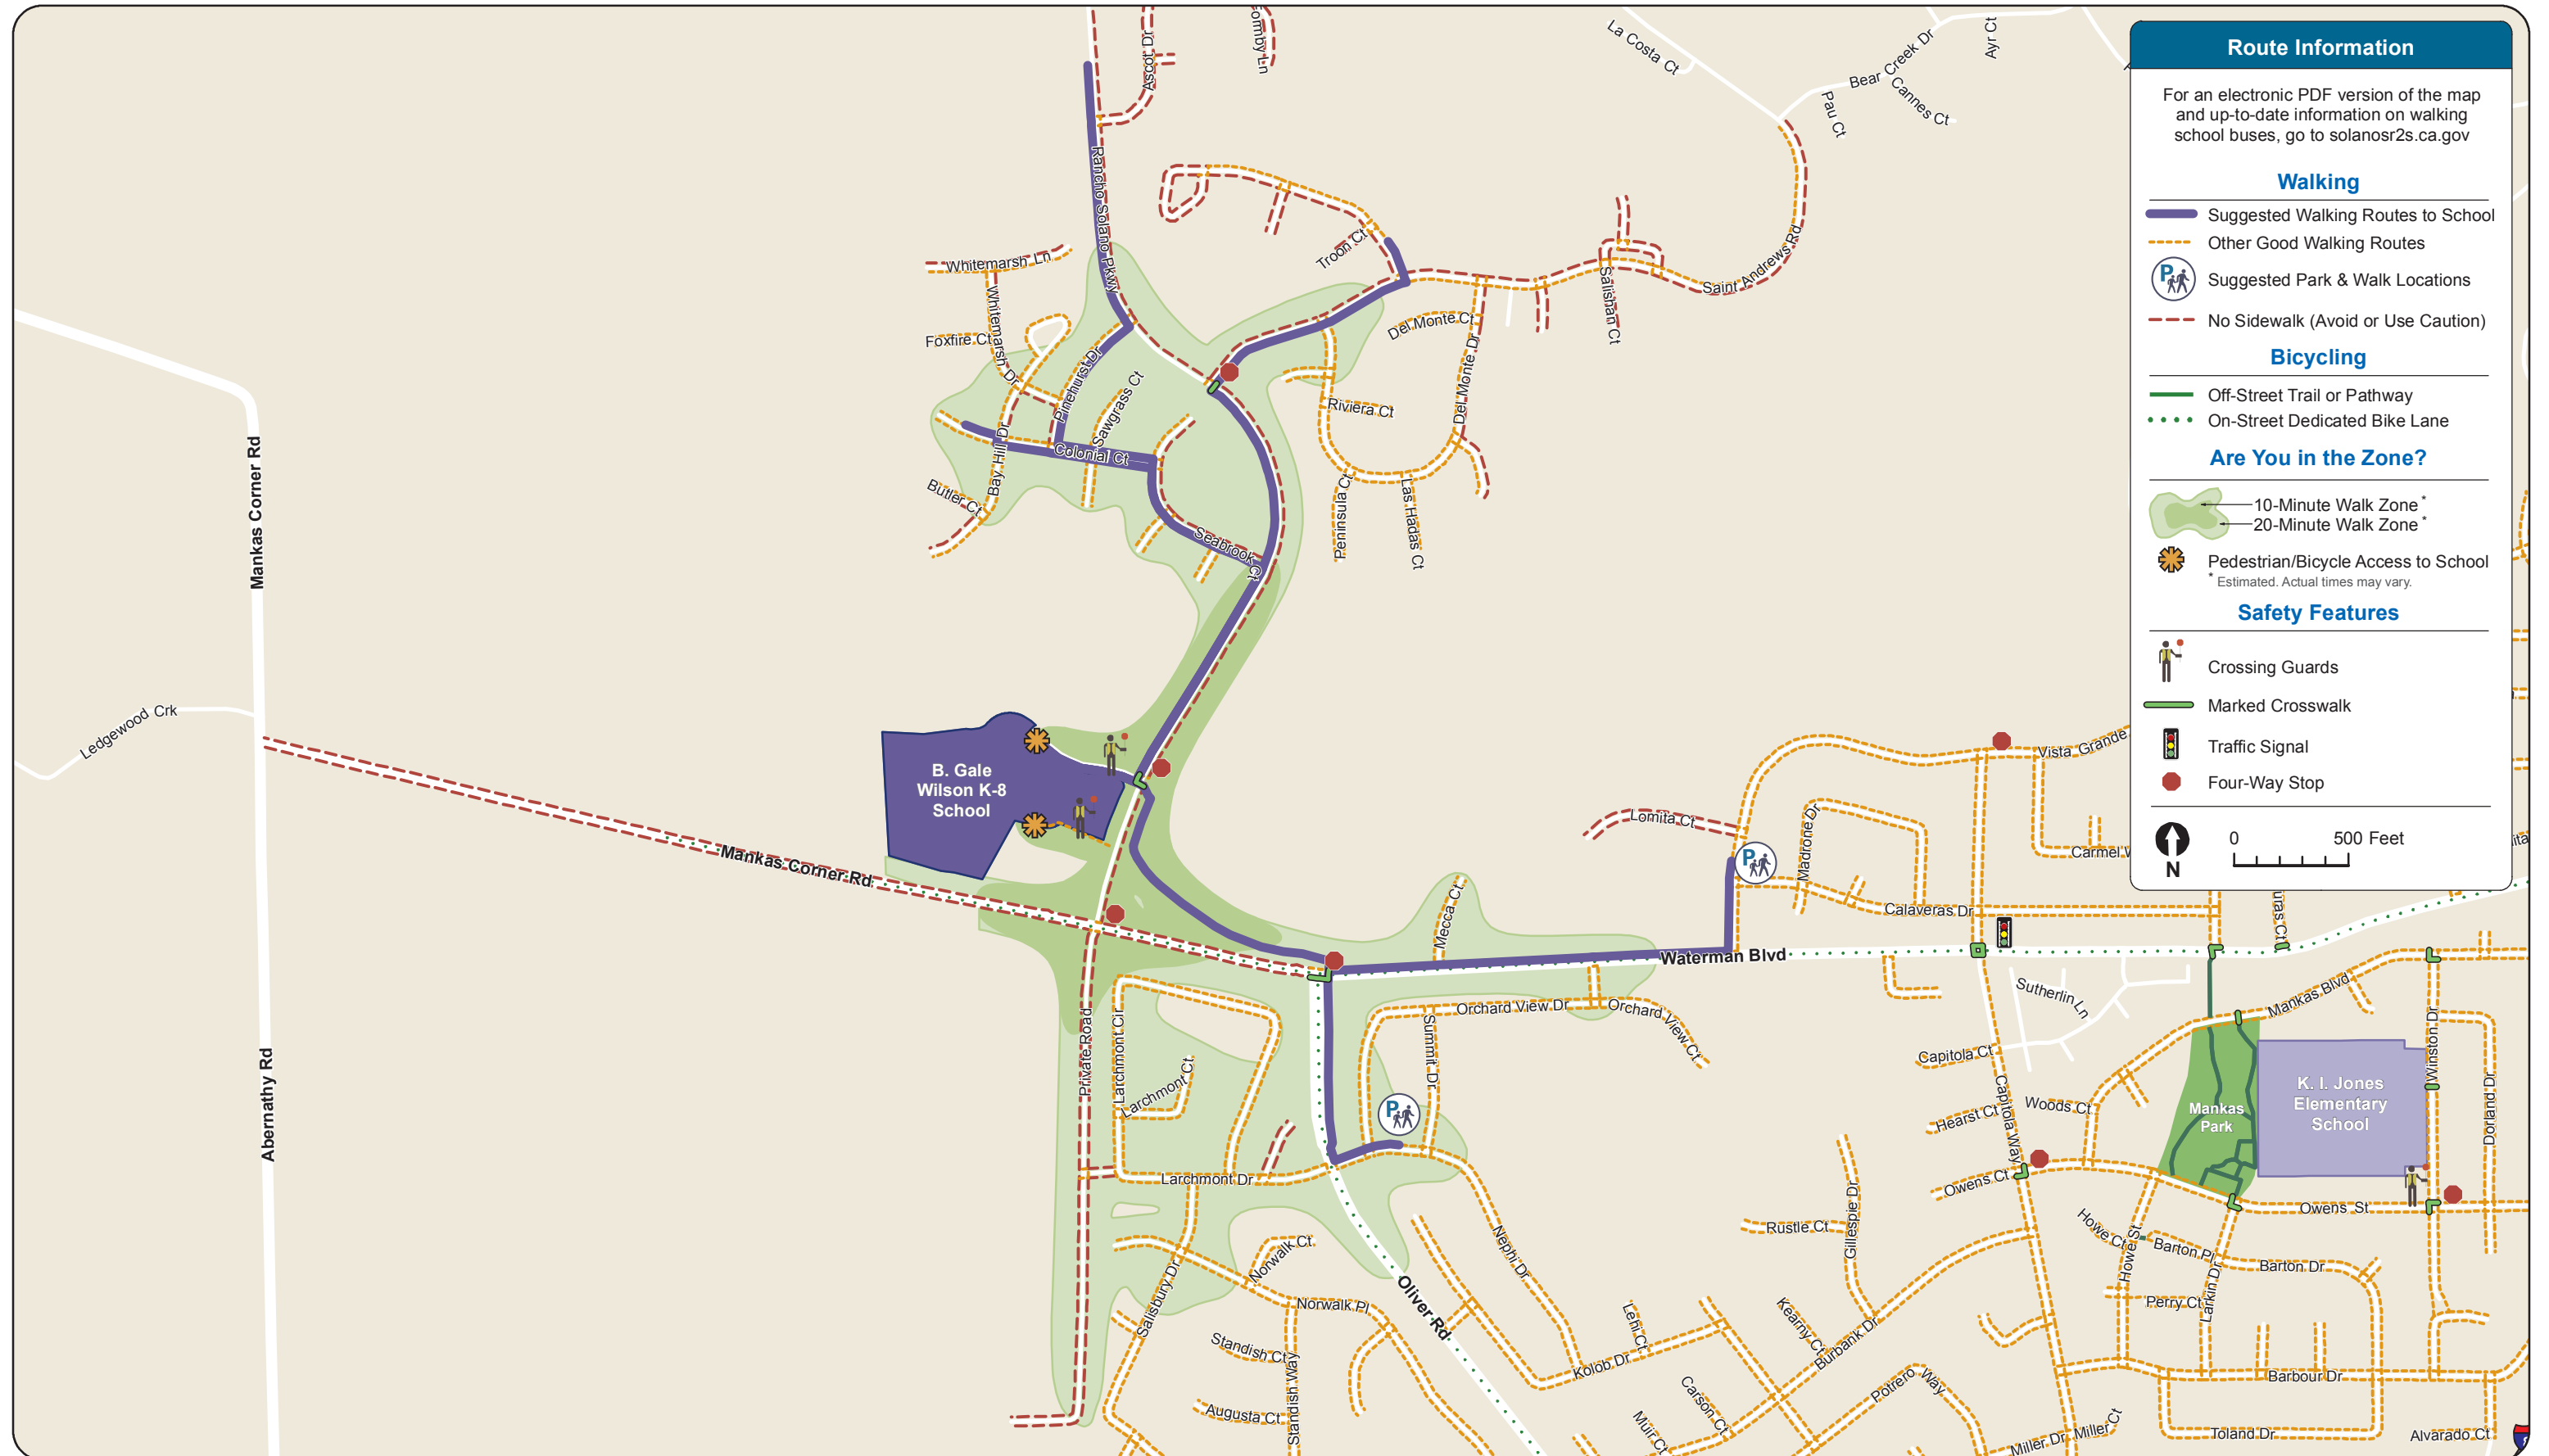 Route Information
For an electronic PDF version of the map
and up-to-date information on walking
school buses, go to solanosr2s.ca.gov
Walking
Suggested Walking Routes to School
Other Good Walking Routes
P
Suggested Park & Walk Locations
No Sidewalk (Avoid or Use Caution)
Bicycling
Off-Street Trail or Pathway
On-Street Dedicated Bike Lane
Are You in the Zone?
10-Minute Walk Zone *
20-Minute Walk Zone *
Pedestrian/Bicycle Access to School
* Estimated. Actual times may vary.
Safety Features
Crossing Guards
Marked Crosswalk
Traffic Signal
Four-Way Stop
0 500 Feet
N
Ascot Dr
La Costa Ct
Bear Creek Dr
Ayr Ct
Pau Ct
Cannes Ct
Rancho Solano Pkwy
Whitemarsh Ln
Whitemarsh Dr
Foxfire Ct
Troon Ct
Saint Andrews Rd
Salishan Ct
Del Monte Ct
Del Monte Dr
Pinehurst Dr
Sawgrass Ct
Riviera Ct
Colonial Ct
Bay Hill Dr
Butler Ct
Seabrook Ct
Peninsula Ct
Las Hadas Ct
Mankas Corner Rd
Ledgewood Crk
B. Gale
Wilson K-8
School
Mankas Corner Rd
Abernathy Rd
Lomita Ct
P
Madrone Dr
Vista Grande
Carmel
Calaveras Dr
Mecca Ct
Waterman Blvd
Private Road
Larchmont Cir
Larchmont Ct
Larchmont Dr
Orchard View Dr
Orchard View Ct
Summit Dr
P
Sutherlin Ln
Mankas Blvd
Capitola Ct
Capitola Way
Hearst Ct
Woods Ct
Owens Ct
Mankas
Park
K. I. Jones
Elementary
School
Winston Dr
Dorland Dr
Owens St
Rustle Ct
Gillespie Dr
Howe Ct
Howe St
Barton Pl
Barton Dr
Larkin Dr
Perry Ct
Norwalk Ct
Norwalk Pl
Salisbury Dr
Standish Ct
Standish Way
Augusta Ct
Oliver Rd
Nephi Dr
Lehi Ct
Kolob Dr
Kearny Ct
Burbank Dr
Carson Ct
Muir Ct
Potrero Way
Miller Dr
Miller Ct
Barbour Dr
Toland Dr
Alvarado Ct